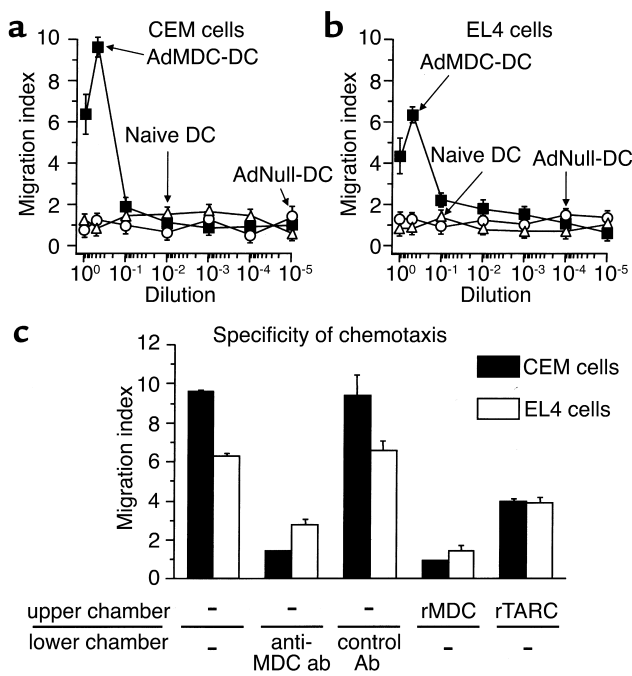 a
CEM cells
10
8
6
4
2
0
Migration index
AdMDC-DC
Naive DC
AdNull-DC
10⁰ 10⁻¹ 10⁻² 10⁻³ 10⁻⁴ 10⁻⁵
Dilution
b
EL4 cells
10
8
6
4
2
0
Migration index
AdMDC-DC
Naive DC
AdNull-DC
10⁰ 10⁻¹ 10⁻² 10⁻³ 10⁻⁴ 10⁻⁵
Dilution
c
Specificity of chemotaxis
12
10
8
6
4
2
0
Migration index
CEM cells
EL4 cells
upper chamber - - - rMDC rTARC
lower chamber - anti-MDC ab control Ab - -